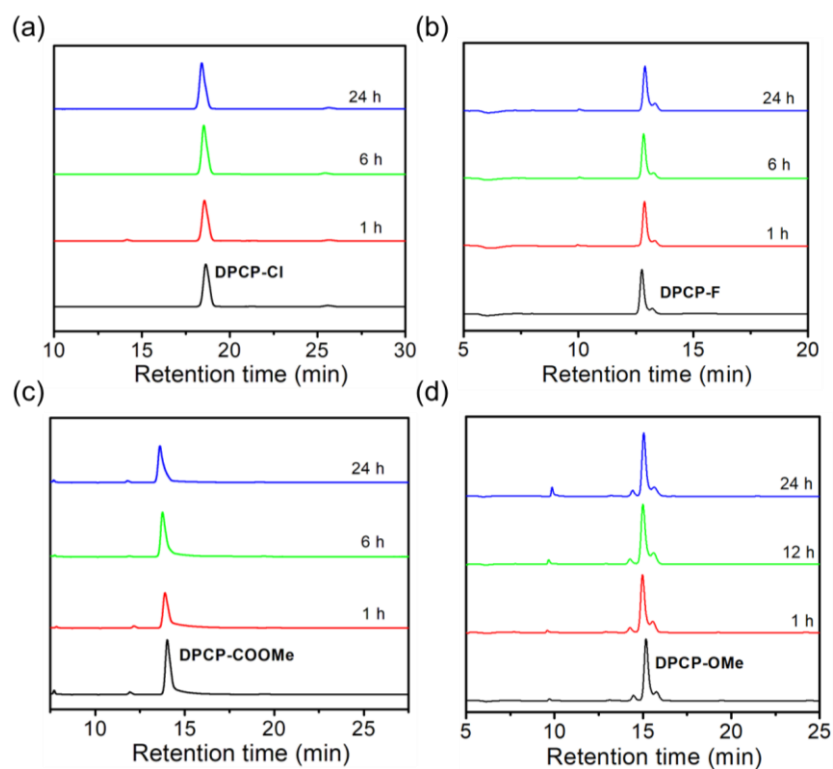 (a)
24 h
6 h
1 h
DPCP-Cl
10 15 20 25 30
Retention time (min)
(b)
24 h
6 h
1 h
DPCP-F
5 10 15 20
Retention time (min)
(c)
24 h
6 h
1 h
DPCP-COOMe
10 15 20 25
Retention time (min)
(d)
24 h
12 h
1 h
DPCP-OMe
5 10 15 20 25
Retention time (min)